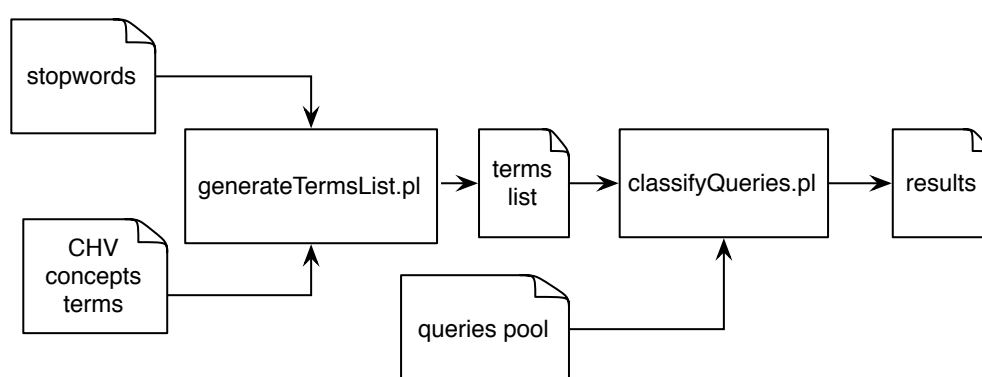 stopwords
generateTermsList.pl
CHV
concepts
terms
terms
list
classifyQueries.pl
results
queries pool